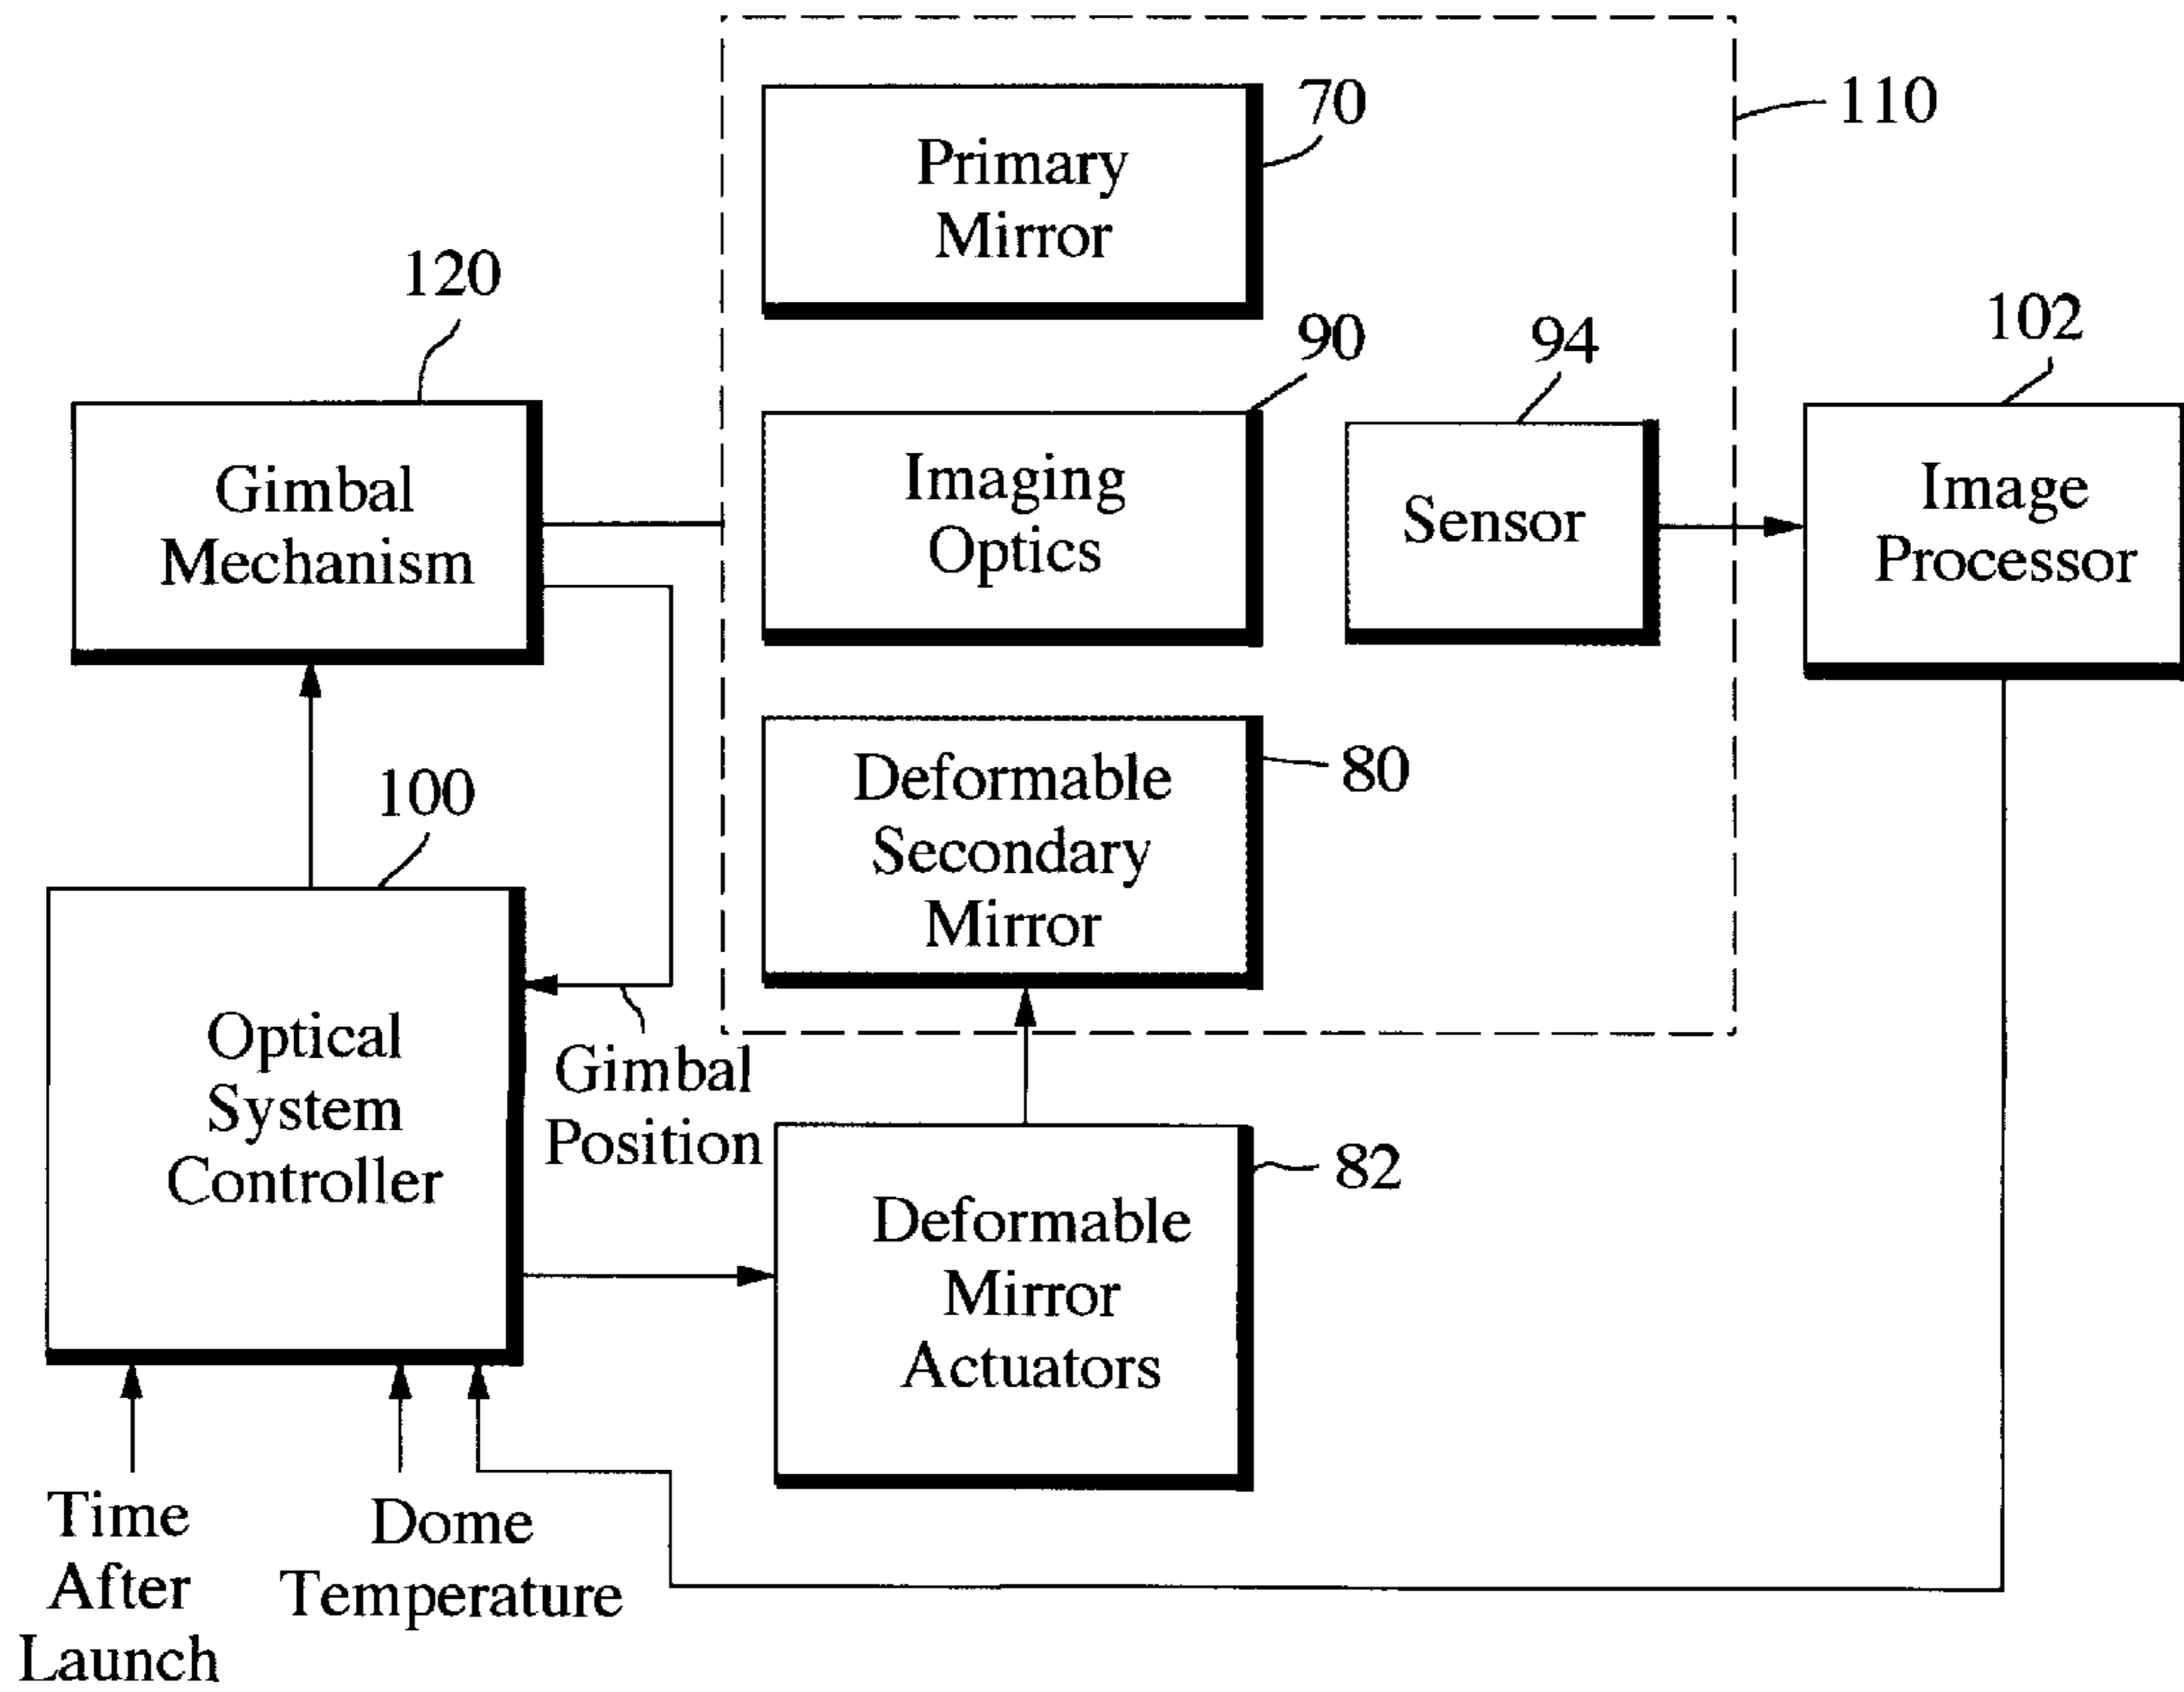 70
110
Primary
Mirror
120
90
94
102
Gimbal
Mechanism
Imaging
Optics
Sensor
Image
Processor
100
Deformable
Secondary
Mirror
80
Optical
System
Controller
Gimbal
Position
82
Deformable
Mirror
Actuators
Time
After
Launch
Dome
Temperature